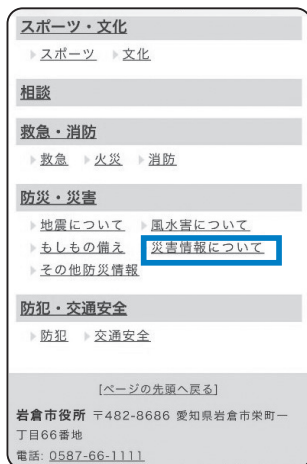 スポーツ・文化
スポーツ 文化
相談
救急・消防
救急 火災 消防
防災・災害
地震について 風水害について
もしもの備え 災害情報について
その他防災情報
防犯・交通安全
防犯 交通安全
[ページの先頭へ戻る]
岩倉市役所 〒482-8686 愛知県岩倉市栄町一
丁目66番地
電話: 0587-66-1111